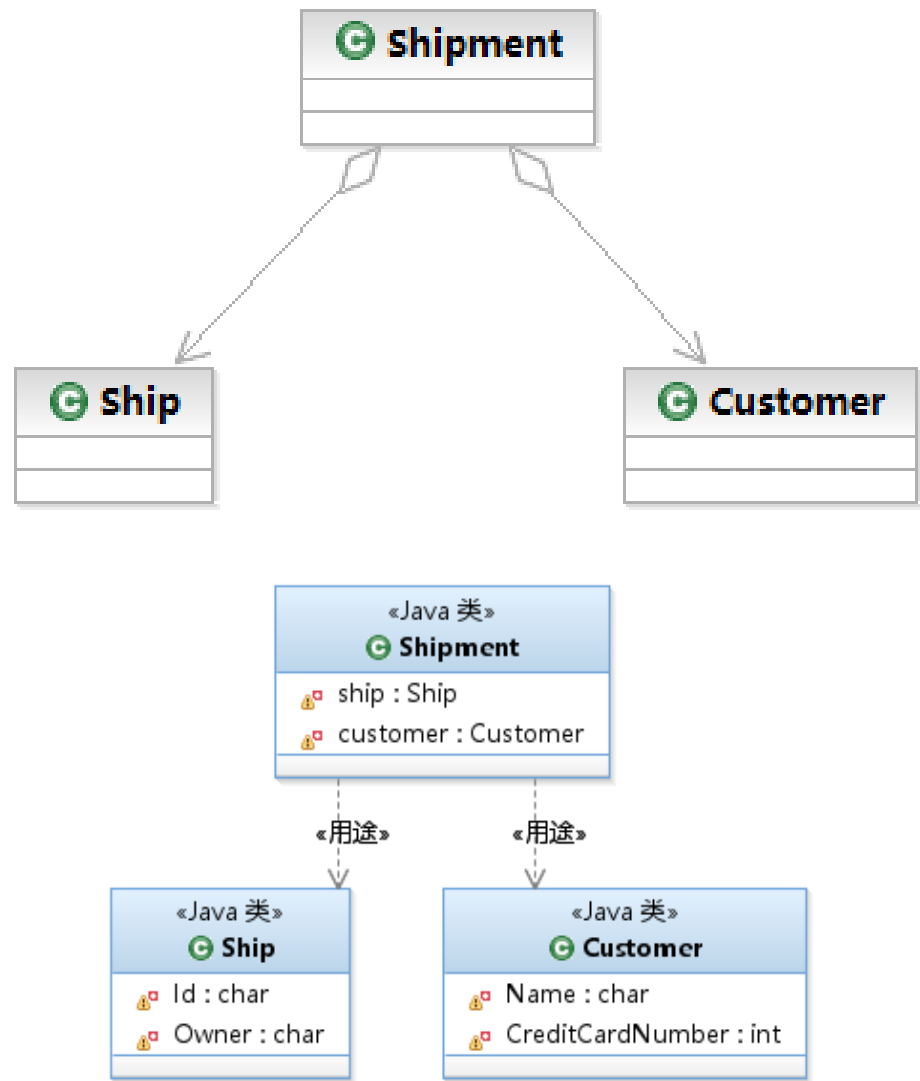 Shipment
Ship
Customer
«Java 类»
Shipment
ship : Ship
customer : Customer
«用途» «用途»
«Java 类»
Ship
Id : char
Owner : char
«Java 类»
Customer
Name : char
CreditCardNumber : int